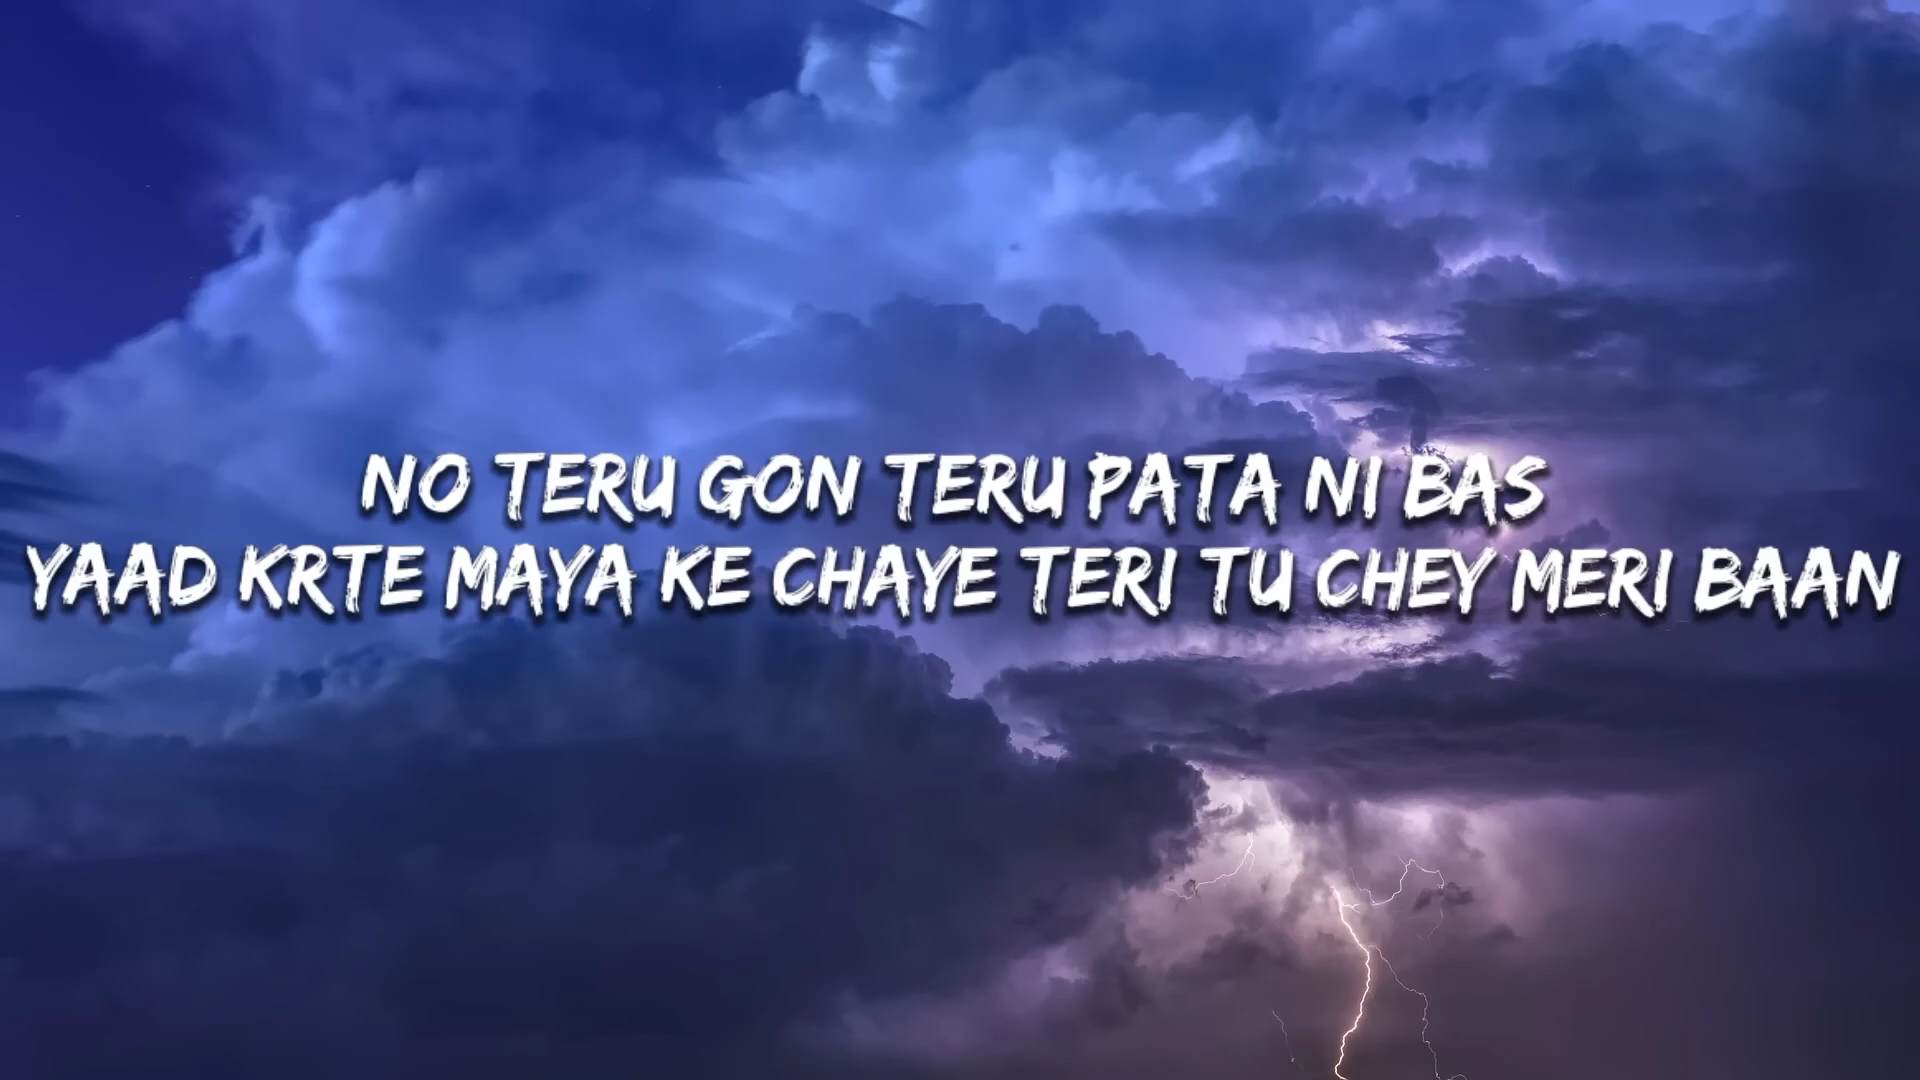 NO TERU GON TERU PATA NI BAS
YAAD KRTE MAYA KE CHAYE TERI TU CHEY MERI BAAN